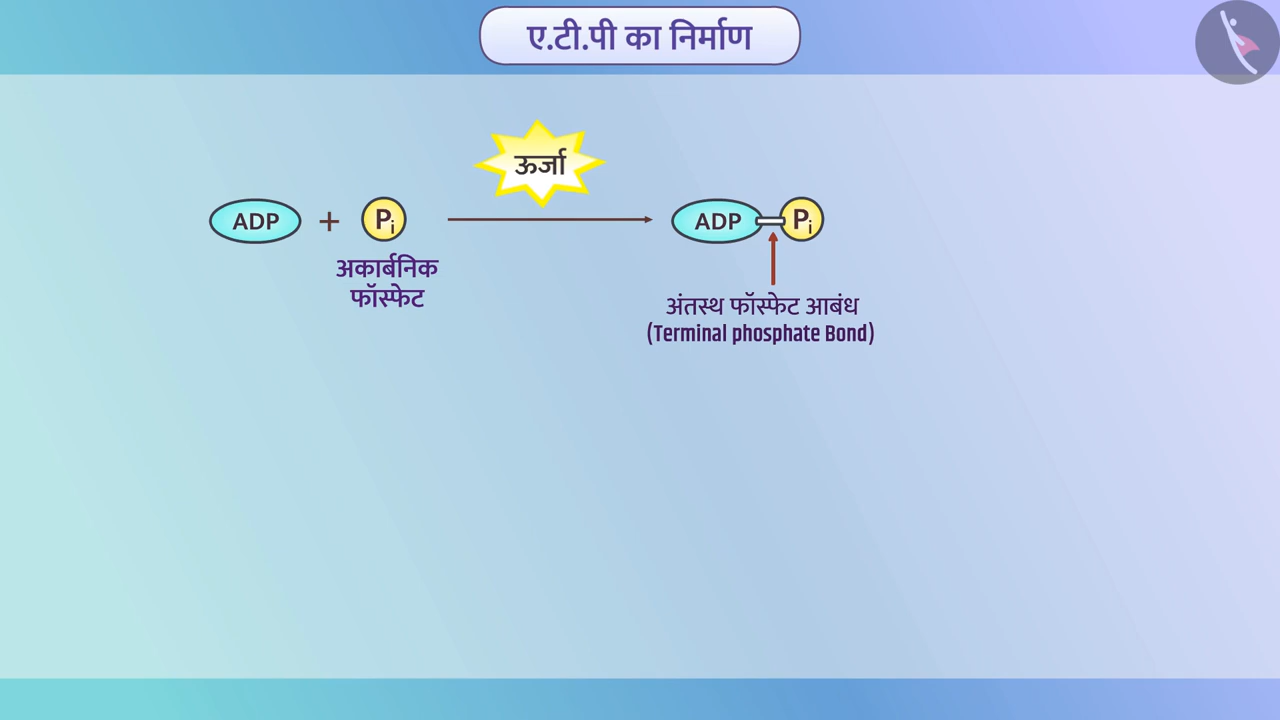 ए.टी.पी का निर्माण
ऊर्जा
ADP + Pi ADP Pi
अकार्बनिक
फॉस्फेट
अंतस्थ फॉस्फेट आबंध
(Terminal phosphate Bond)